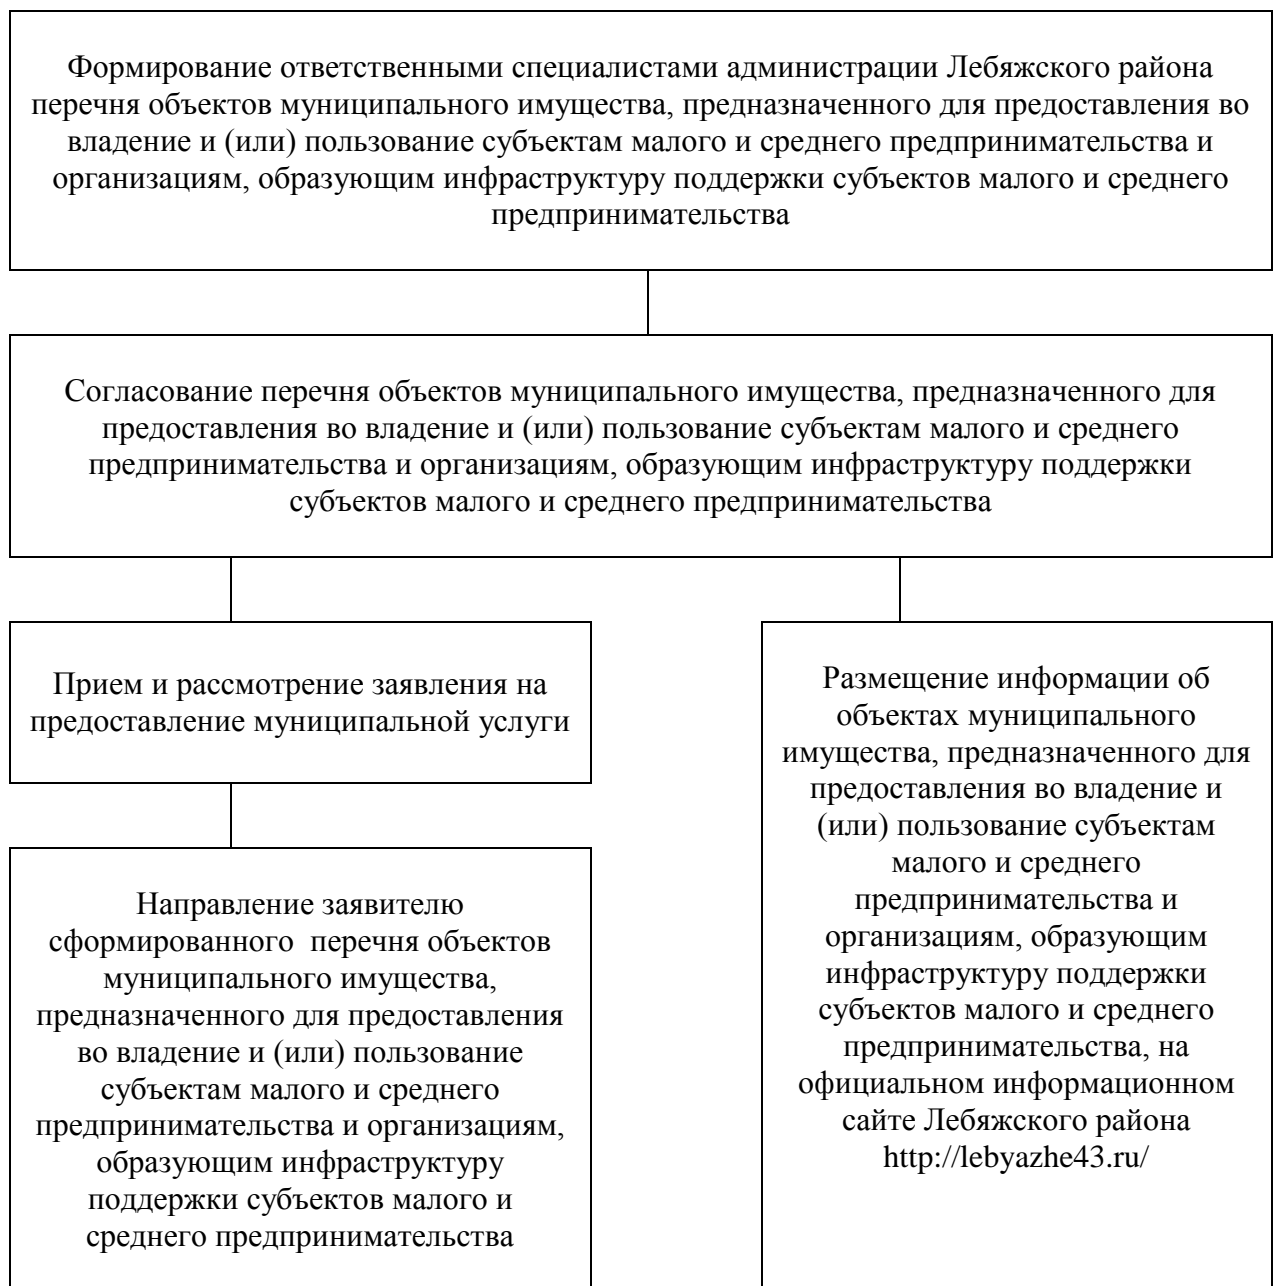 Формирование ответственными специалистами администрации Лебяжского района
перечня объектов муниципального имущества, предназначенного для предоставления во
владение и (или) пользование субъектам малого и среднего предпринимательства и
организациям, образующим инфраструктуру поддержки субъектов малого и среднего
предпринимательства
Согласование перечня объектов муниципального имущества, предназначенного для
предоставления во владение и (или) пользование субъектам малого и среднего
предпринимательства и организациям, образующим инфраструктуру поддержки
субъектов малого и среднего предпринимательства
Прием и рассмотрение заявления на
предоставление муниципальной услуги
Направление заявителю
сформированного  перечня объектов
муниципального имущества,
предназначенного для предоставления
во владение и (или) пользование
субъектам малого и среднего
предпринимательства и организациям,
образующим инфраструктуру
поддержки субъектов малого и
среднего предпринимательства
Размещение информации об
объектах муниципального
имущества, предназначенного для
предоставления во владение и
(или) пользование субъектам
малого и среднего
предпринимательства и
организациям, образующим
инфраструктуру поддержки
субъектов малого и среднего
предпринимательства, на
официальном информационном
сайте Лебяжского района
http://lebyazhe43.ru/